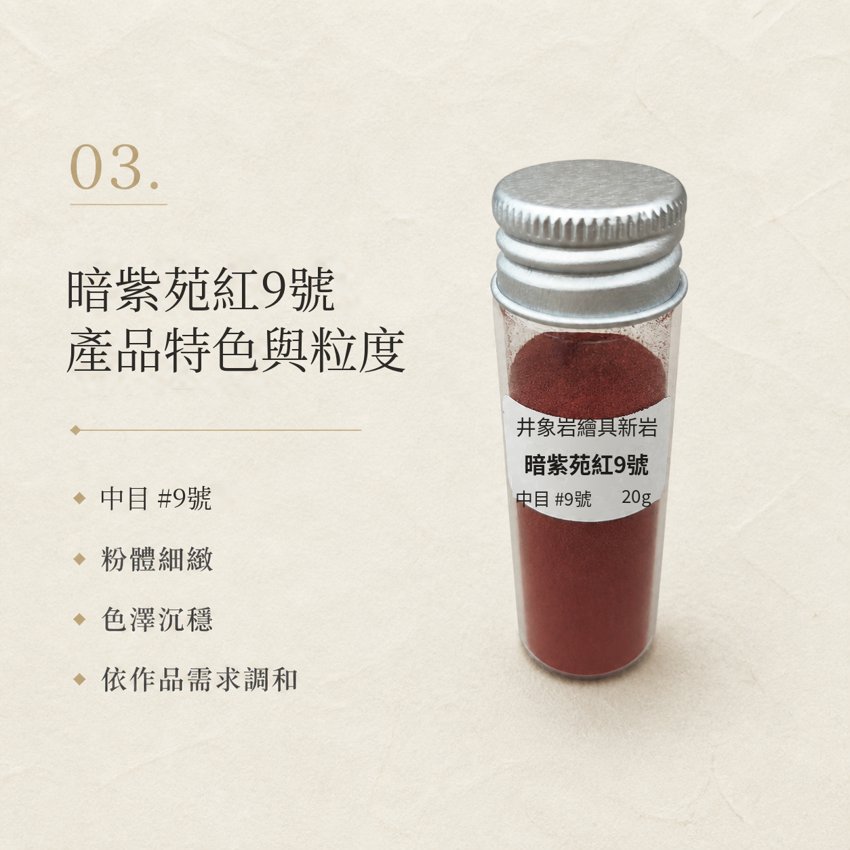 03.
暗紫苑紅9號
產品特色與粒度
中目 #9號
粉體細緻
色澤沉穩
依作品需求調和
井象岩繪具新岩
暗紫苑紅9號
中目 #9號 20g